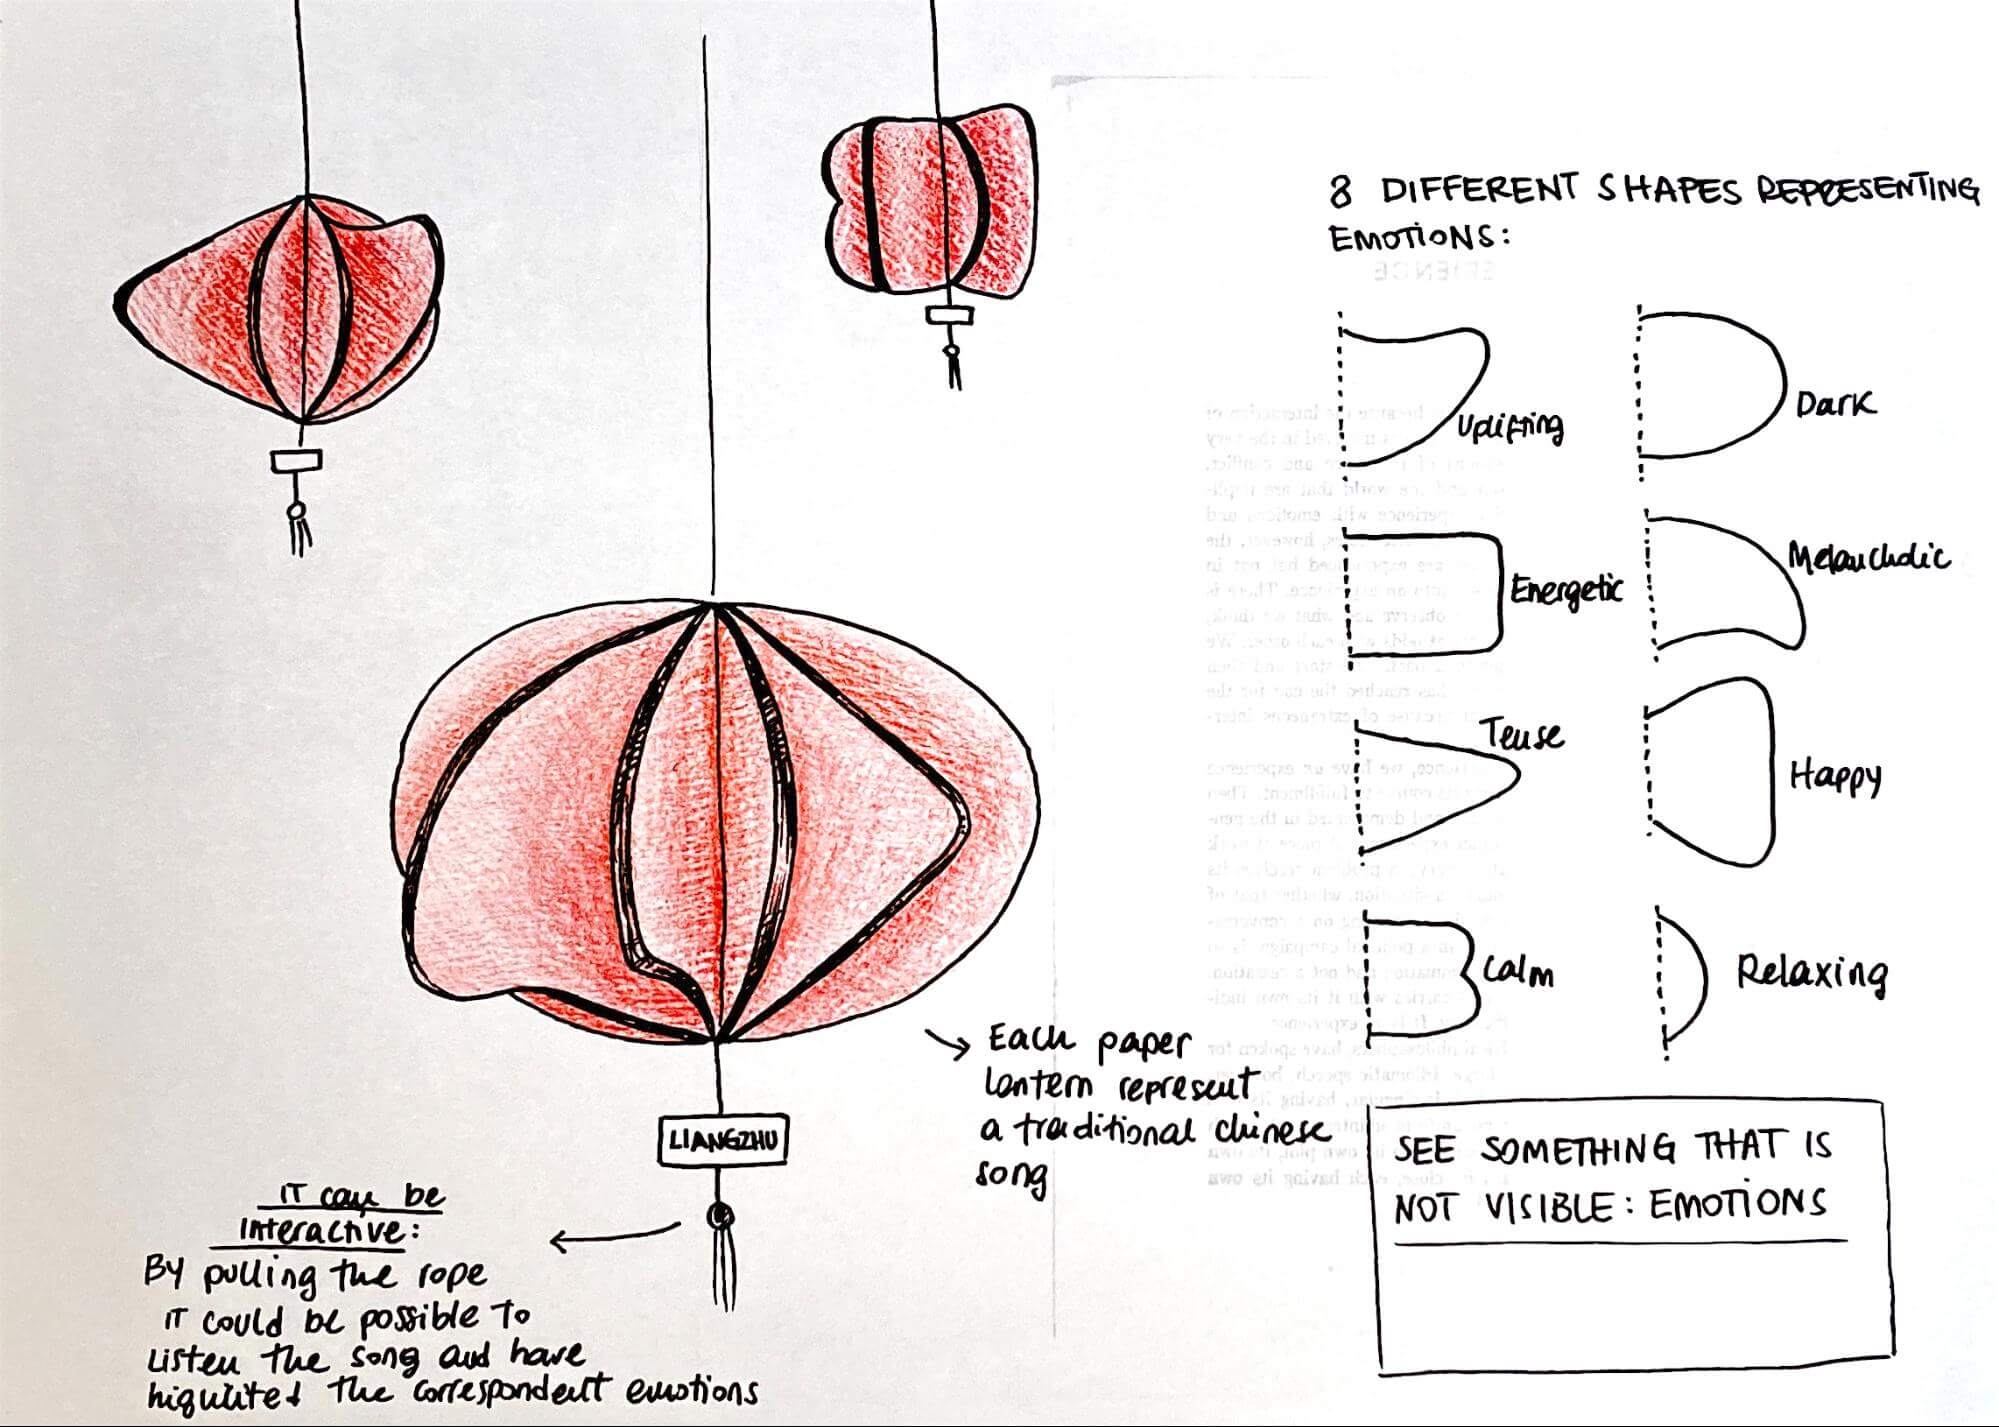 8 DIFFERENT SHAPES REPRESENTING
EMOTIONS:
Uplifting
Dark
Energetic
Melancholic
Tense
Happy
Calm
Relaxing
Each paper
lantern represent
a traditional chinese
song
LIANGZHU
IT can be
interactive:
By pulling the rope
it could be possible to
listen the song and have
higulited the correspondent emotions
SEE SOMETHING THAT IS
NOT VISIBLE: EMOTIONS